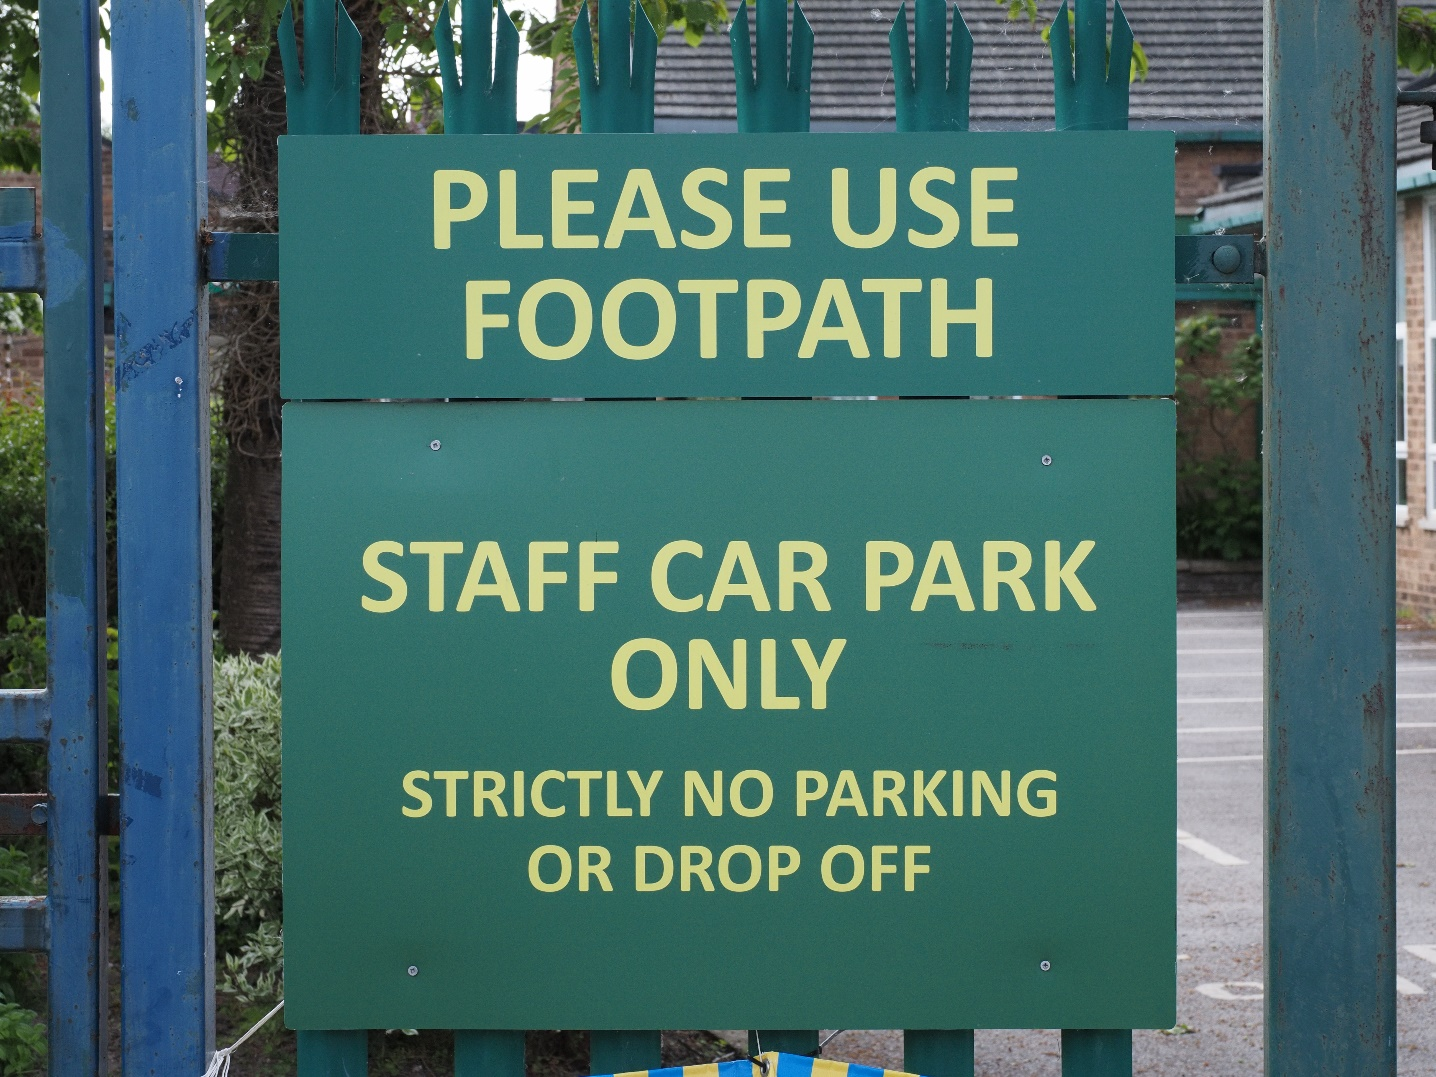 PLEASE USE
FOOTPATH
STAFF CAR PARK
ONLY
STRICTLY NO PARKING
OR DROP OFF